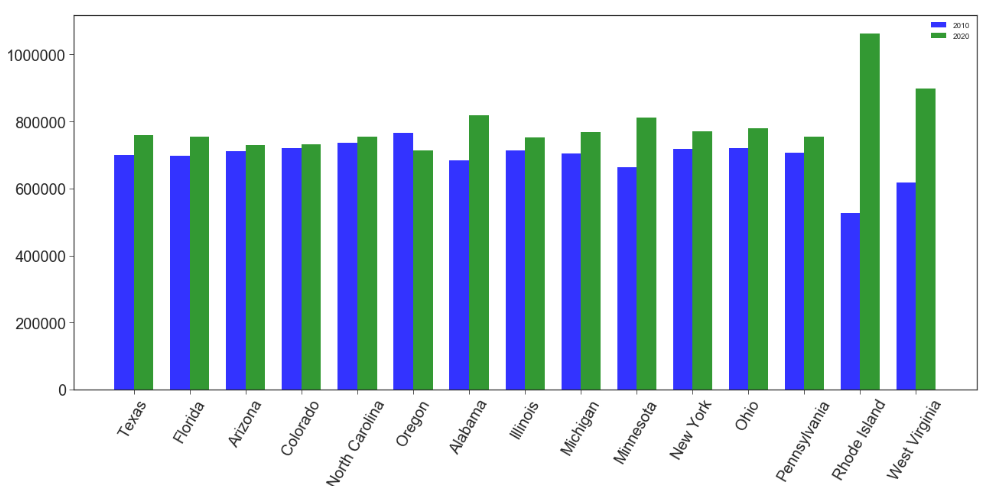 1000000
800000
600000
400000
200000
0
2010
2020
Texas
Florida
Arizona
Colorado
North Carolina
Oregon
Alabama
Illinois
Michigan
Minnesota
New York
Ohio
Pennsylvania
Rhode Island
West Virginia